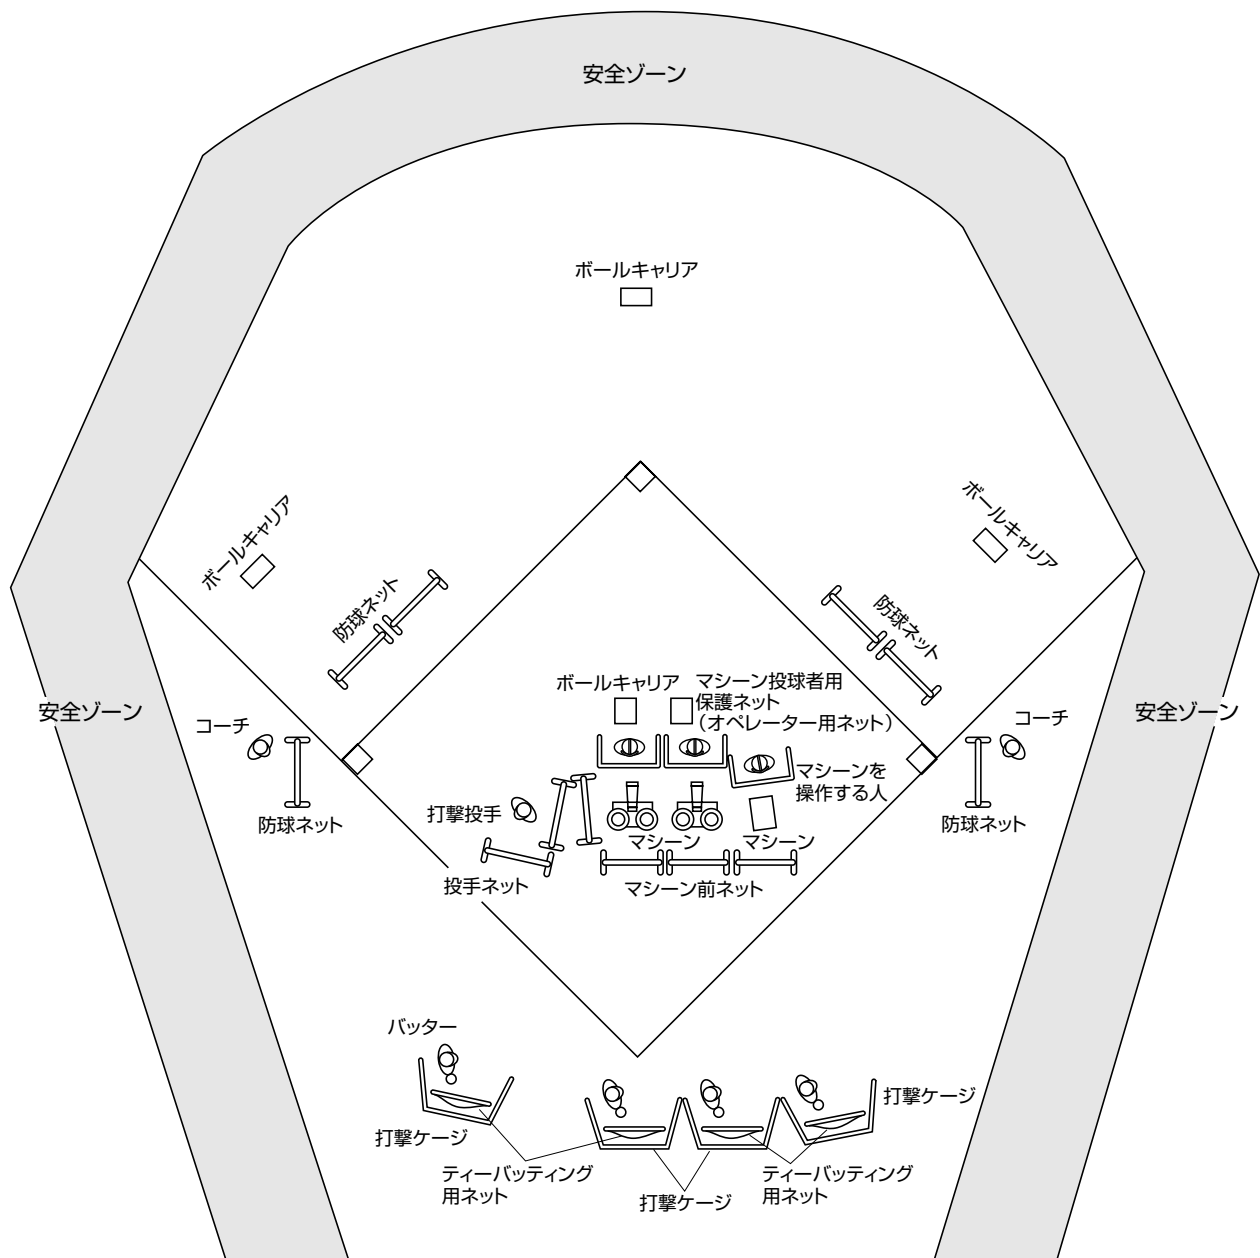 安全ゾーン
ボールキャリア
ボールキャリア
ボールキャリア
防球ネット
防球ネット
ボールキャリア
マシーン投球者用
保護ネット
（オペレーター用ネット）
安全ゾーン
安全ゾーン
コーチ
コーチ
マシーンを
操作する人
打撃投手
防球ネット
防球ネット
マシーン
マシーン
投手ネット
マシーン前ネット
バッター
打撃ケージ
打撃ケージ
ティーバッティング
用ネット
ティーバッティング
用ネット
打撃ケージ